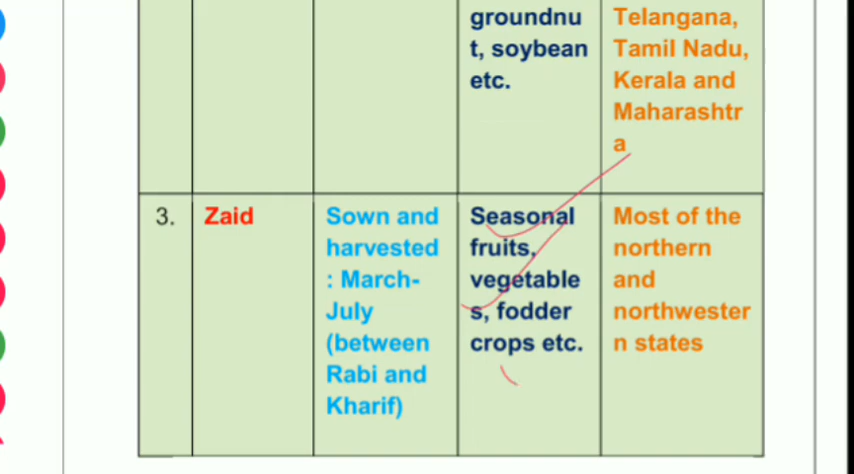 groundnu
t, soybean
etc.
Telangana,
Tamil Nadu,
Kerala and
Maharashtr
a
3.
Zaid
Sown and
harvested
: March-
July
(between
Rabi and
Kharif)
Seasonal
fruits,
vegetable
s, fodder
crops etc.
Most of the
northern
and
northwester
n states